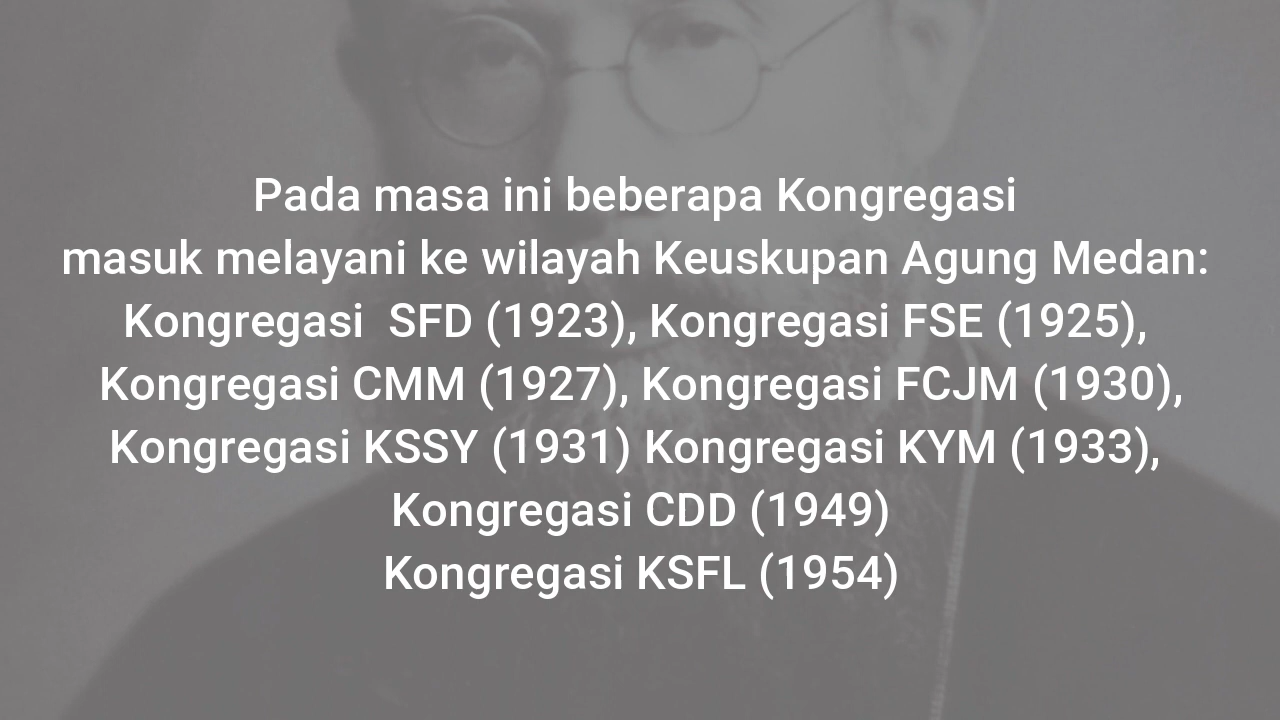 Pada masa ini beberapa Kongregasi
masuk melayani ke wilayah Keuskupan Agung Medan:
Kongregasi  SFD (1923), Kongregasi FSE (1925),
Kongregasi CMM (1927), Kongregasi FCJM (1930),
Kongregasi KSSY (1931) Kongregasi KYM (1933),
Kongregasi CDD (1949)
Kongregasi KSFL (1954)